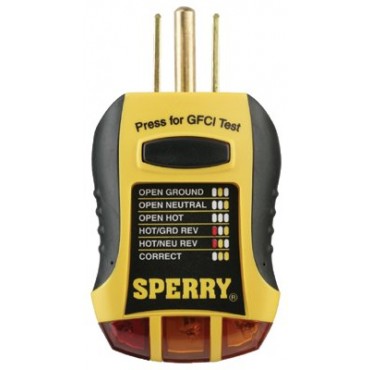 Press for GFCI Test
OPEN GROUND
OPEN NEUTRAL
OPEN HOT
HOT/GRD REV
HOT/NEU REV
CORRECT
SPERRY®